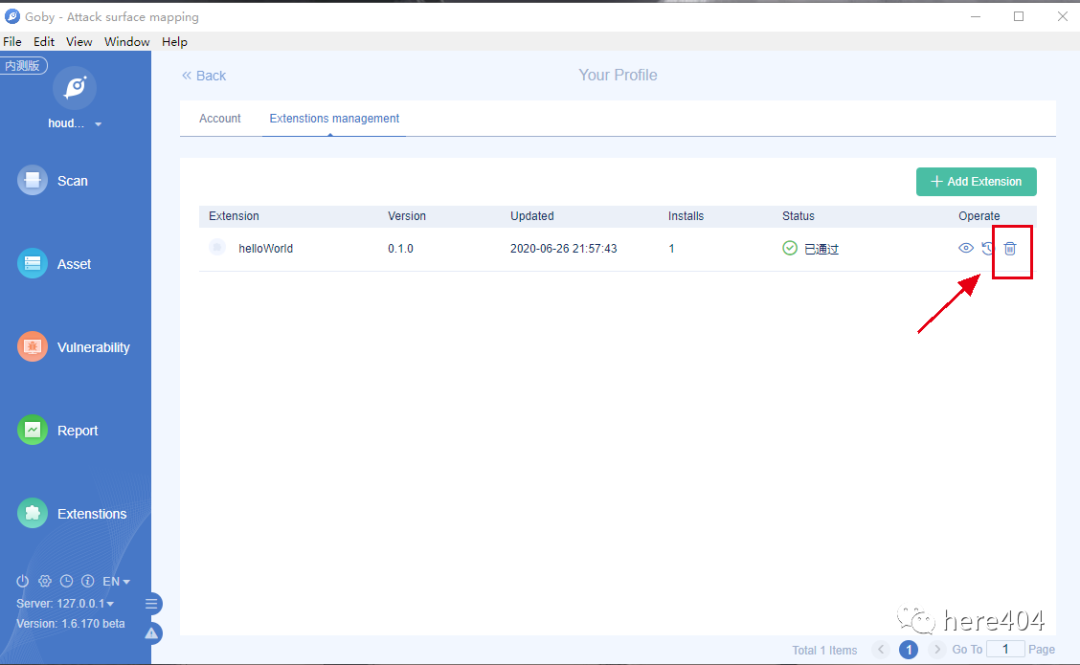 Goby - Attack surface mapping
File Edit View Window Help
内测版
houd...
Scan
Asset
Vulnerability
Report
Extenstions
EN
Server: 127.0.0.1
Version: 1.6.170 beta
« Back
Your Profile
Account Extenstions management
+ Add Extension
Extension Version Updated Installs Status Operate
helloWorld 0.1.0 2020-06-26 21:57:43 1 已通过
here404
Total 1 Items 1 Go To 1 Page